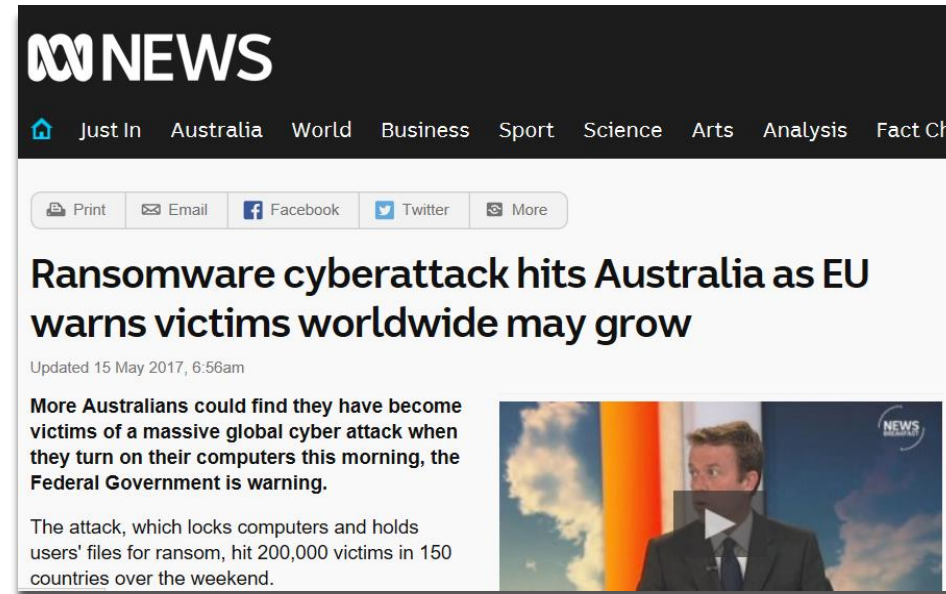 NEWS
Just In Australia World Business Sport Science Arts Analysis Fact Ch
Print Email Facebook Twitter More
Ransomware cyberattack hits Australia as EU
warns victims worldwide may grow
Updated 15 May 2017, 6:56am
More Australians could find they have become
victims of a massive global cyber attack when
they turn on their computers this morning, the
Federal Government is warning.
The attack, which locks computers and holds
users' files for ransom, hit 200,000 victims in 150
countries over the weekend.
NEWS
BREAKFAST